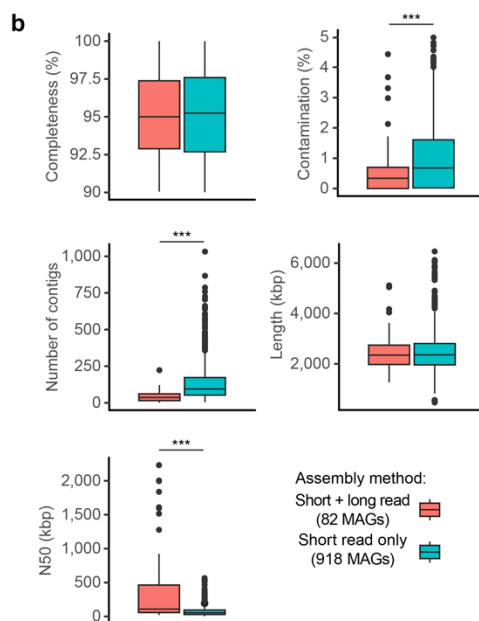 b
Completeness (%)
100
97.5
95
92.5
90
Contamination (%)
5
4
3
2
1
0
***
Number of contigs
1,000
750
500
250
0
***
Length (kbp)
6,000
4,000
2,000
N50 (kbp)
2,000
1,500
1,000
500
0
***
Assembly method:
Short + long read
(82 MAGs)
Short read only
(918 MAGs)